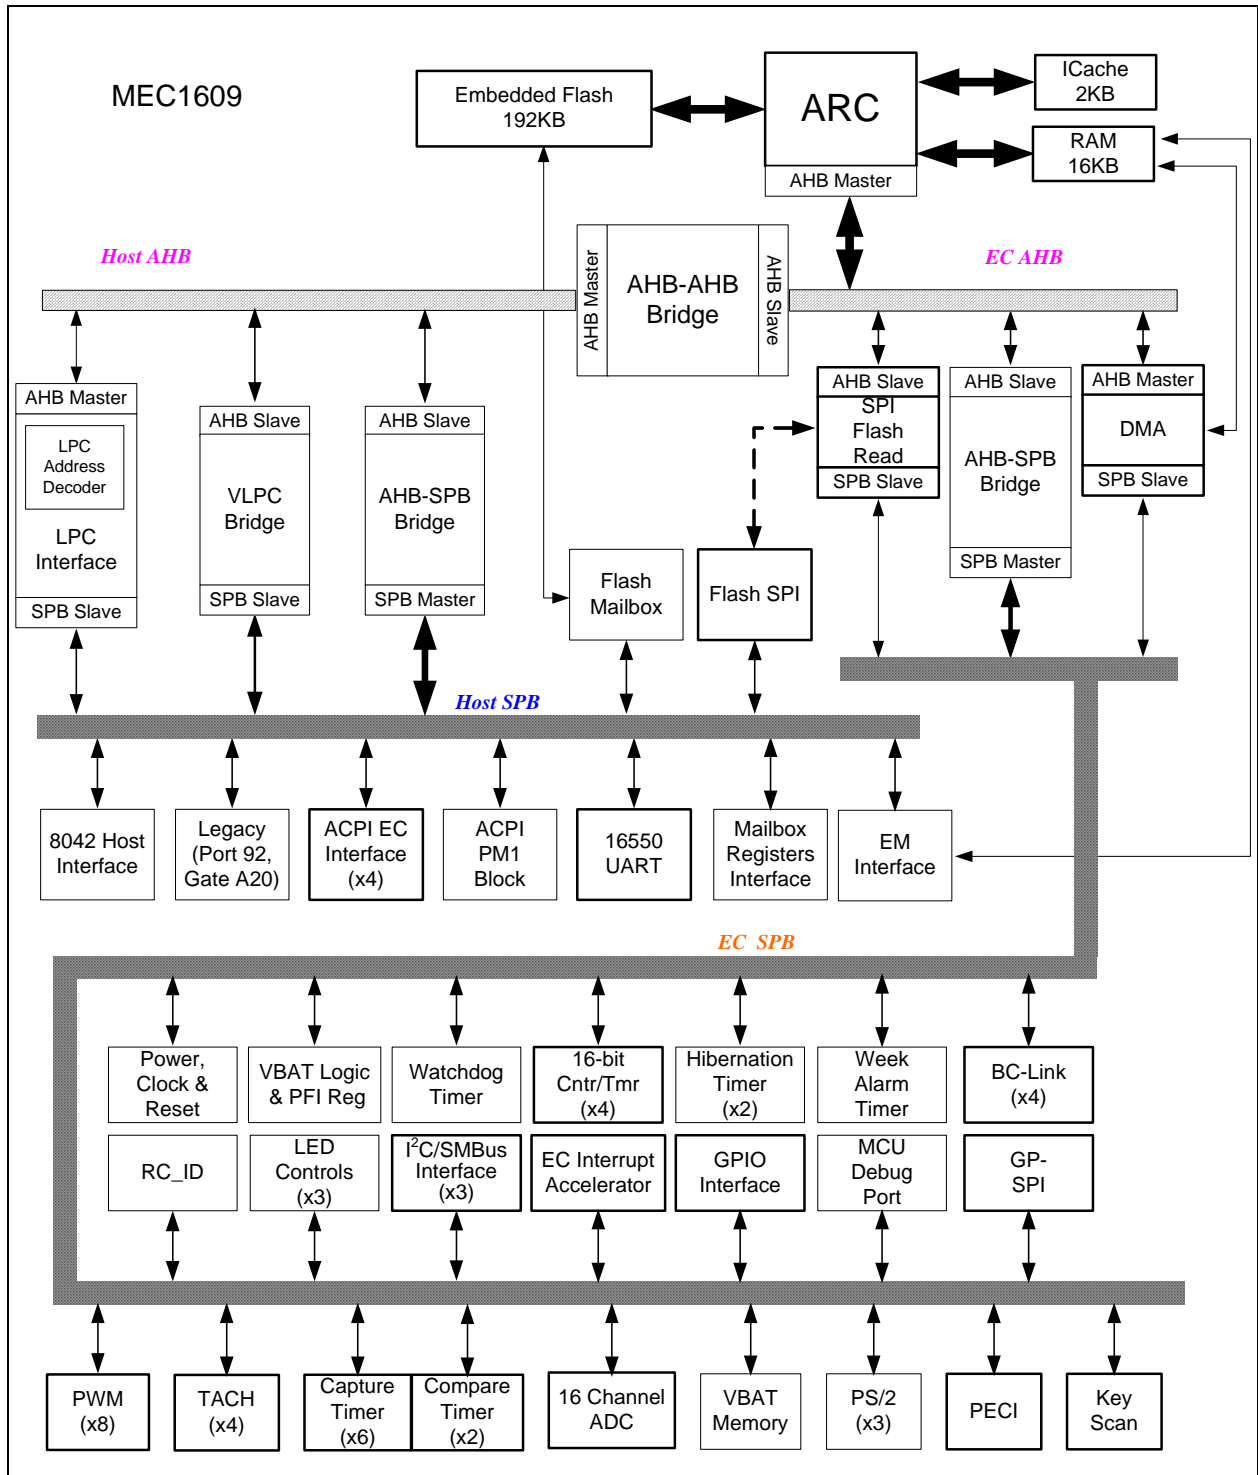 MEC1609
Embedded Flash
192KB
ARC
AHB Master
ICache
2KB
RAM
16KB
Host AHB
EC AHB
AHB Master
AHB-AHB
Bridge
AHB Slave
AHB Master
LPC
Address
Decoder
LPC
Interface
SPB Slave
AHB Slave
VLPC
Bridge
SPB Slave
AHB Slave
AHB-SPB
Bridge
SPB Master
Flash
Mailbox
Flash SPI
AHB Slave
SPI
Flash
Read
SPB Slave
AHB Slave
AHB-SPB
Bridge
SPB Master
AHB Master
DMA
SPB Slave
Host SPB
8042 Host
Interface
Legacy
(Port 92,
Gate A20)
ACPI EC
Interface
(x4)
ACPI
PM1
Block
16550
UART
Mailbox
Registers
Interface
EM
Interface
EC SPB
Power,
Clock &
Reset
VBAT Logic
& PFI Reg
Watchdog
Timer
16-bit
Cntr/Tmr
(x4)
Hibernation
Timer
(x2)
Week
Alarm
Timer
BC-Link
(x4)
RC_ID
LED
Controls
(x3)
I²C/SMBus
Interface
(x3)
EC Interrupt
Accelerator
GPIO
Interface
MCU
Debug
Port
GP-
SPI
PWM
(x8)
TACH
(x4)
Capture
Timer
(x6)
Compare
Timer
(x2)
16 Channel
ADC
VBAT
Memory
PS/2
(x3)
PECI
Key
Scan